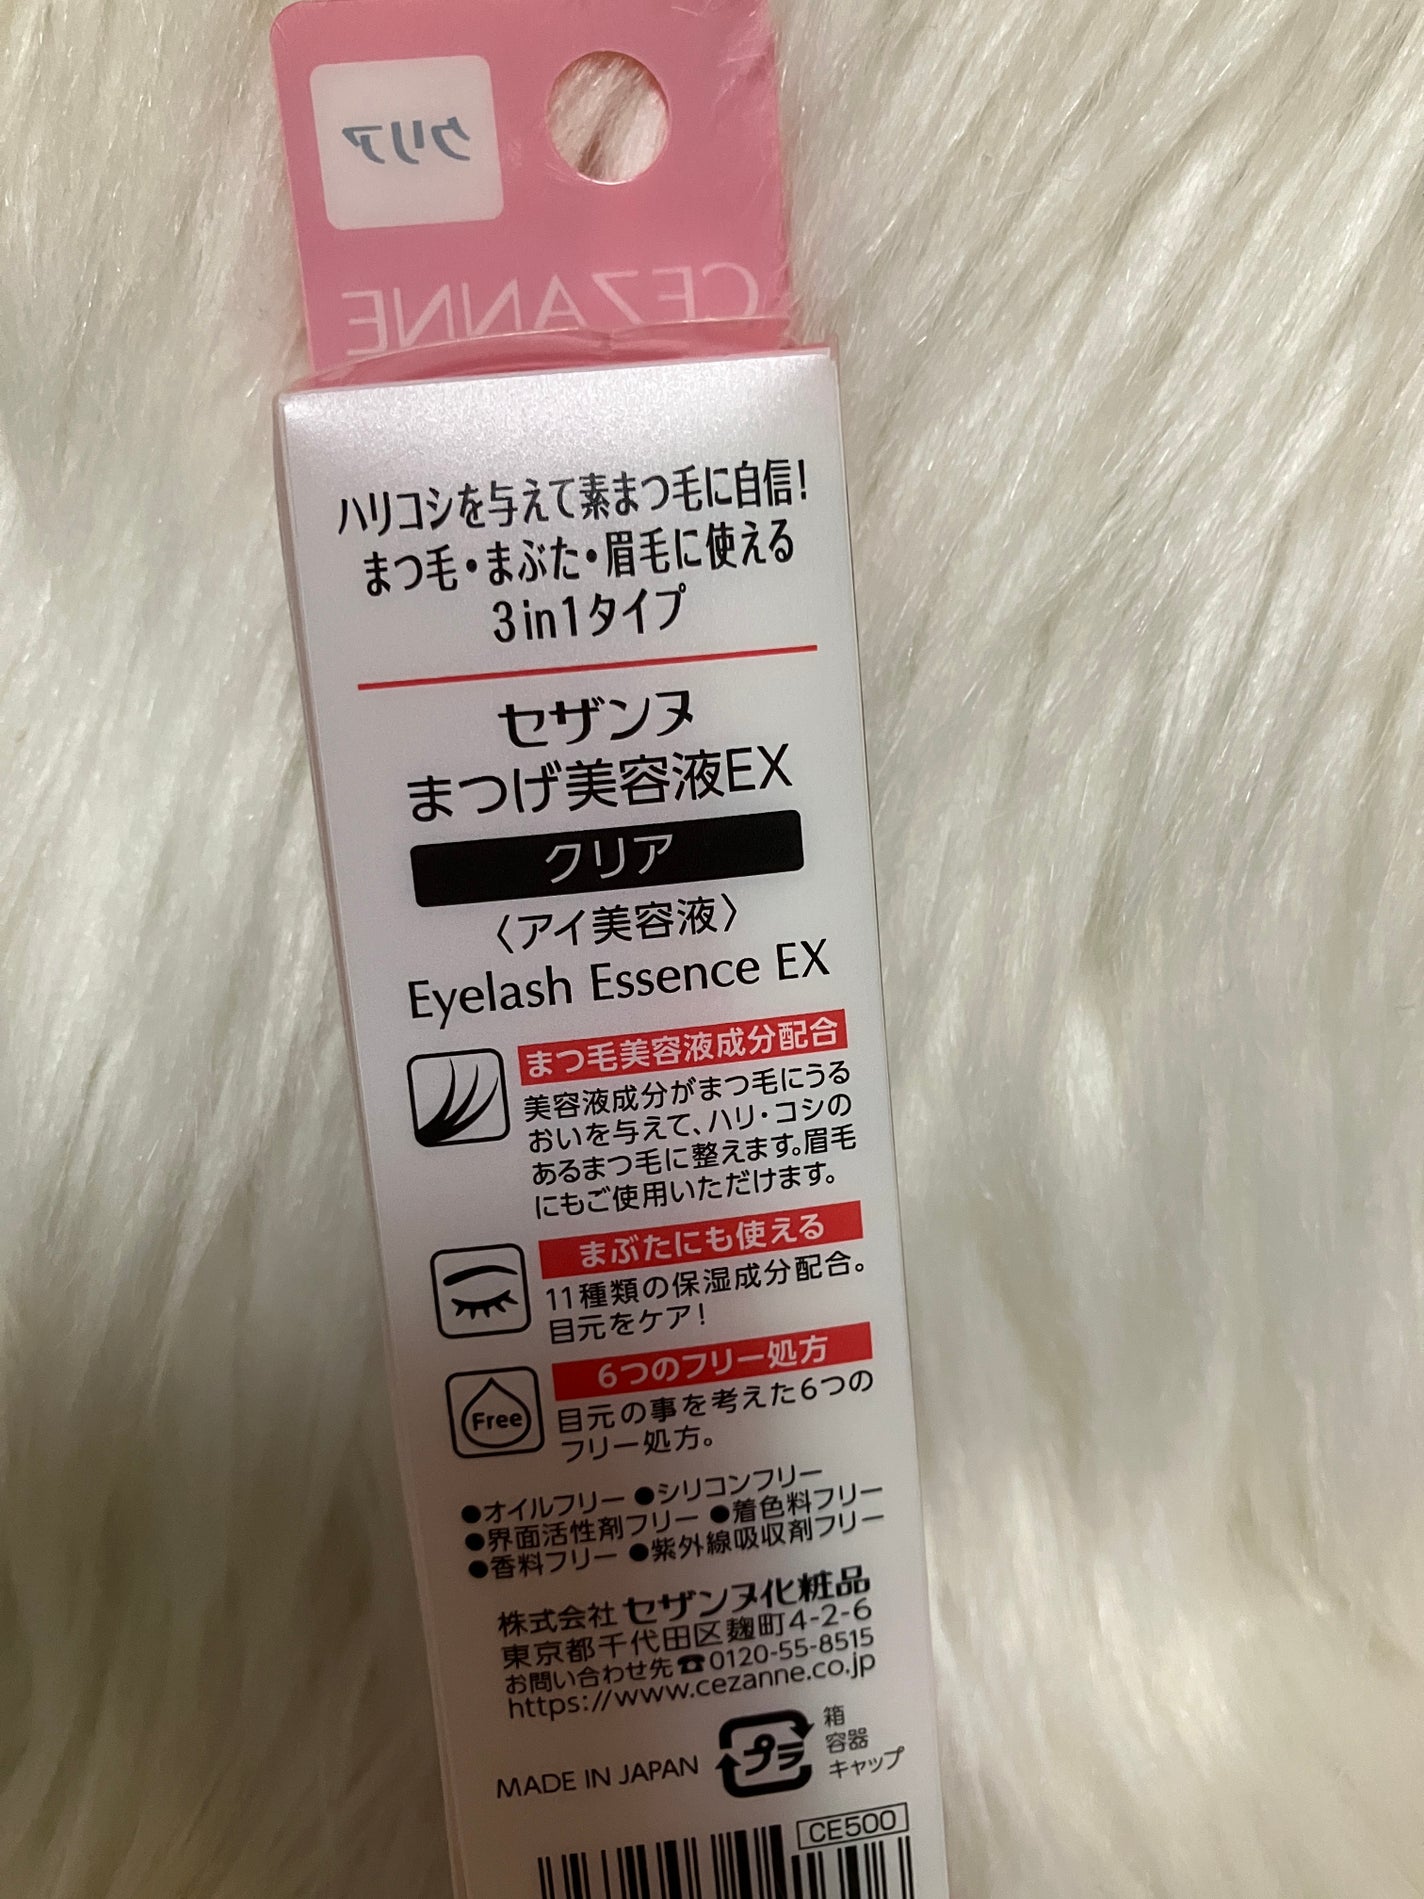 クリア
CEZANNE
ハリコシを与えて素まつ毛に自信!
まつ毛・まぶた・眉毛に使える
3in1タイプ
セザンヌ
まつげ美容液EX
クリア
〈アイ美容液〉
Eyelash Essence EX
まつ毛美容液成分配合
美容液成分がまつ毛にうる
おいを与えて、ハリ・コシの
あるまつ毛に整えます。眉毛
にもご使用いただけます。
まぶたにも使える
11種類の保湿成分配合。
目元をケア!
6つのフリー処方
Free
目元の事を考えた6つの
フリー処方。
●オイルフリー ●シリコンフリー
●界面活性剤フリー ●着色料フリー
●香料フリー ●紫外線吸収剤フリー
株式会社 セザンヌ化粧品
東京都千代田区麹町4-2-6
お問い合わせ先☎0120-55-8515
https://www.cezanne.co.jp
MADE IN JAPAN
プラ
箱
容器
キャップ
CE500